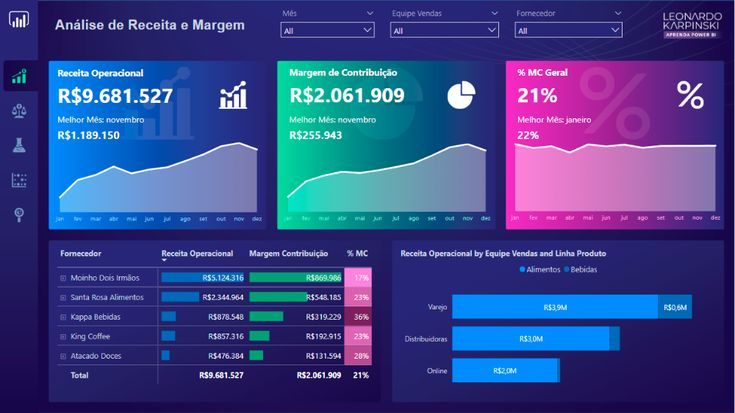 Análise de Receita e Margem
Mês
All
Equipe Vendas
All
Fornecedor
All
LEONARDO
KARPINSKI
APRENDA POWER BI
Receita Operacional
R$9.681.527
Melhor Mês: novembro
R$1.189.150
jan fev mar abr mai jun jul ago set out nov dez
Margem de Contribuição
R$2.061.909
Melhor Mês: novembro
R$255.943
jan fev mar abr mai jun jul ago set out nov dez
% MC Geral
21%
%
Melhor Mês: janeiro
22%
jan fev mar abr mai jun jul ago set out nov dez
Fornecedor Receita Operacional Margem Contribuição % MC
Moinho Dois Irmãos R$5.124.316 R$869.986 17%
Santa Rosa Alimentos R$2.344.964 R$548.185 23%
Kappa Bebidas R$878.548 R$319.229 36%
King Coffee R$857.316 R$192.915 23%
Atacado Doces R$476.384 R$131.594 28%
Total R$9.681.527 R$2.061.909 21%
Receita Operacional by Equipe Vendas and Linha Produto
Alimentos Bebidas
Varejo R$3,9M R$0,6M
Distribuidoras R$3,0M
Online R$2,0M